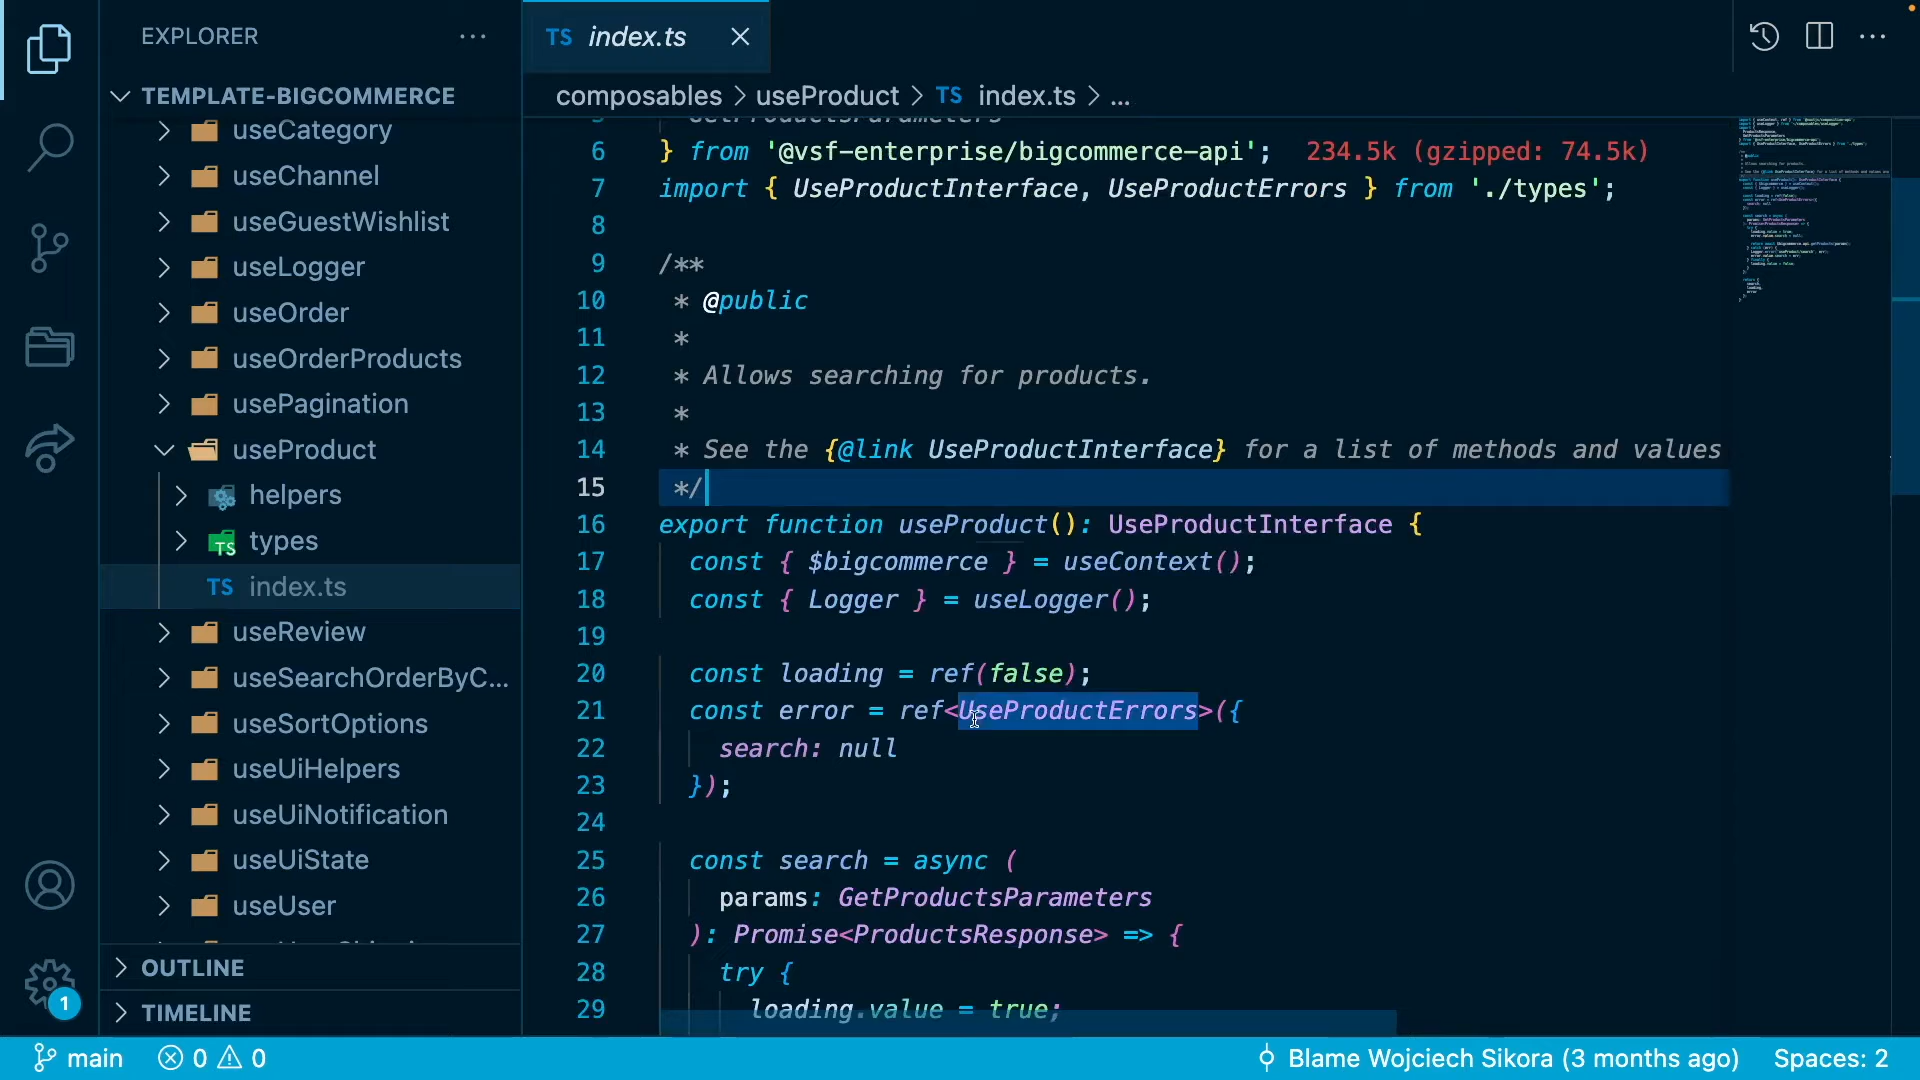 EXPLORER
TEMPLATE-BIGCOMMERCE
useCategory
useChannel
useGuestWishlist
useLogger
useOrder
useOrderProducts
usePagination
useProduct
helpers
types
TS index.ts
useReview
useSearchOrderByC...
useSortOptions
useUiHelpers
useUiNotification
useUiState
useUser
OUTLINE
TIMELINE
1
TS index.ts
composables > useProduct > TS index.ts > ...
GetProductsParameters
6 } from '@vsf-enterprise/bigcommerce-api'; 234.5k (gzipped: 74.5k)
7 import { UseProductInterface, UseProductErrors } from './types';
8
9 /**
10 * @public
11 *
12 * Allows searching for products.
13 *
14 * See the {@link UseProductInterface} for a list of methods and values
15 */
16 export function useProduct(): UseProductInterface {
17 const { $bigcommerce } = useContext();
18 const { Logger } = useLogger();
19
20 const loading = ref(false);
21 const error = ref<UseProductErrors>({
22 search: null
23 });
24
25 const search = async (
26 params: GetProductsParameters
27 ): Promise<ProductsResponse> => {
28 try {
29 loading.value = true;
main 0 0 Blame Wojciech Sikora (3 months ago) Spaces: 2